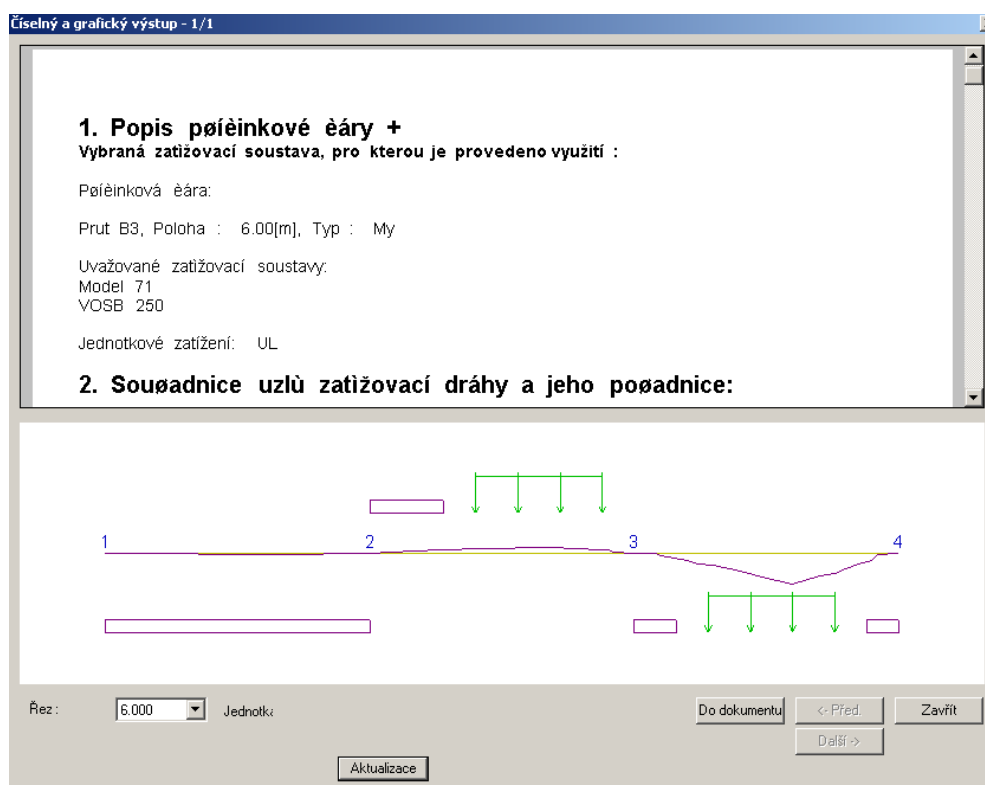 Číselný a grafický výstup - 1/1
1. Popis pøíèinkové èáry +
Vybraná zatìžovací soustava, pro kterou je provedeno využití :
Pøíèinková èára:
Prut B3, Poloha : 6.00[m], Typ : My
Uvažované zatìžovací soustavy:
Model 71
VOSB 250
Jednotkové zatížení: UL
2. Souøadnice uzlù zatìžovací dráhy a jeho poøadnice:
1 2 3 4
Řez : 6.000 Jednotka Do dokumentu <- Před. Zavřít
Další ->
Aktualizace